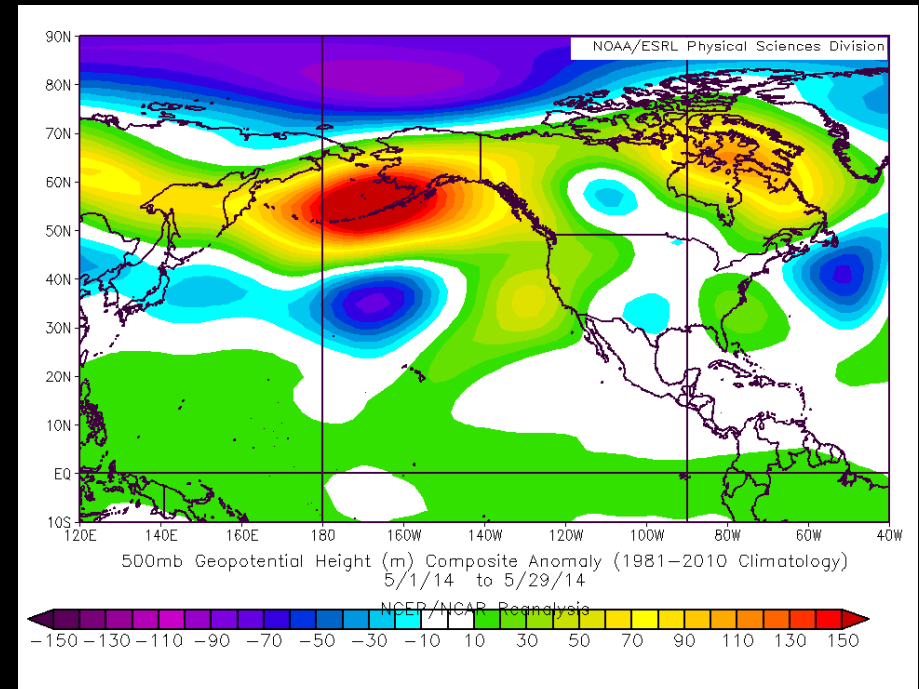 NOAA/ESRL Physical Sciences Division
90N
80N
70N
60N
50N
40N
30N
20N
10N
EQ
10S
120E 140E 160E 180 160W 140W 120W 100W 80W 60W 40W
500mb Geopotential Height (m) Composite Anomaly (1981-2010 Climatology)
5/1/14 to 5/29/14
NCEP/NCAR Reanalysis
-150 -130 -110 -90 -70 -50 -30 -10 10 30 50 70 90 110 130 150